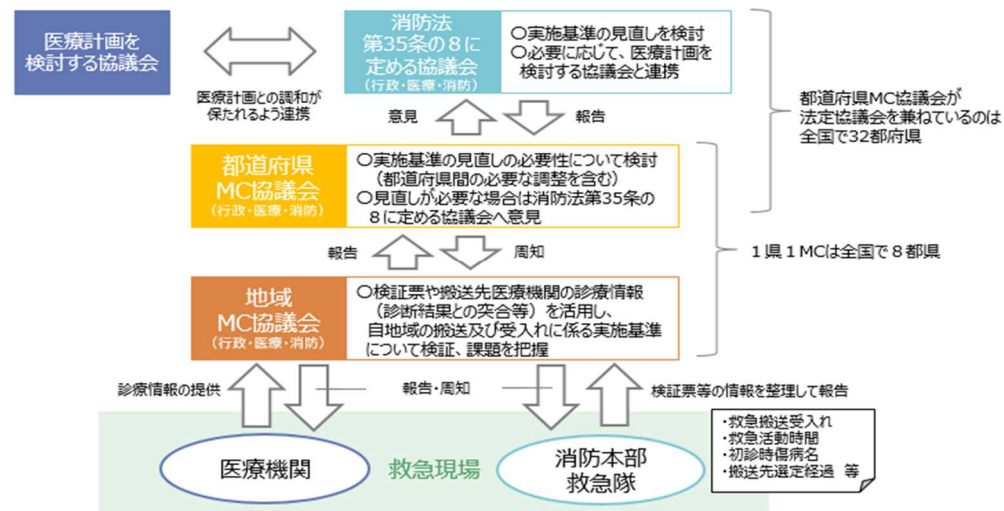 医療計画を
検討する協議会
医療計画との調和が
保たれるよう連携
消防法
第35条の８に
定める協議会
(行政・医療・消防)
○実施基準の見直しを検討
○必要に応じて、医療計画を
検討する協議会と連携
意見
報告
都道府県MC協議会が
法定協議会を兼ねているのは
全国で32都府県
都道府県
MC協議会
(行政・医療・消防)
○実施基準の見直しの必要性について検討
（都道府県間の必要な調整を含む）
○見直しが必要な場合は消防法第35条の
８に定める協議会へ意見
報告
周知
１県１MCは全国で８都県
地域
MC協議会
(行政・医療・消防)
○検証票や搬送先医療機関の診療情報
（診断結果との突合等）を活用し、
自地域の搬送及び受入れに係る実施基準
について検証、課題を把握
診療情報の提供
報告・周知
検証票等の情報を整理して報告
医療機関
救急現場
消防本部
救急隊
・救急搬送受入れ
・救急活動時間
・初診時傷病名
・搬送先選定経過 等